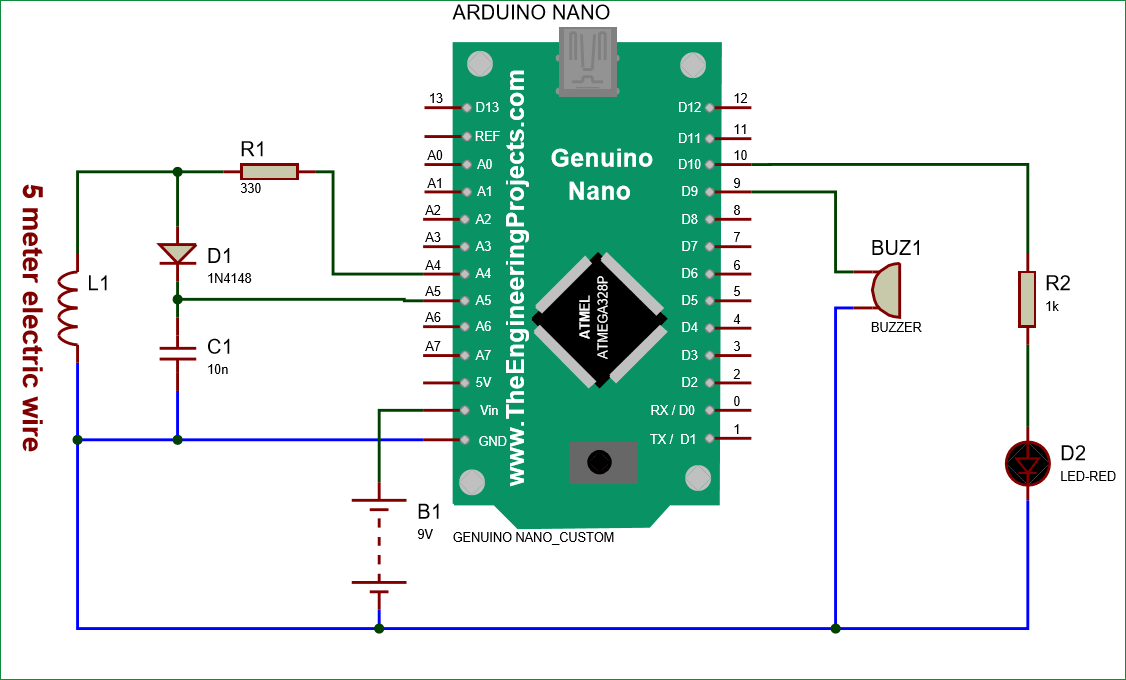 ARDUINO NANO
13
D13
REF
A0
A0
A1
A1
A2
A2
A3
A3
A4
A4
A5
A5
A6
A6
A7
A7
5V
Vin
GND
www.TheEngineeringProjects.com
Genuino
Nano
ATMEL
ATMEGA328P
D12
12
D11
11
D10
10
D9
9
D8
8
D7
7
D6
6
D5
5
D4
4
D3
3
D2
2
RX / D0
0
TX / D1
1
GENUINO NANO_CUSTOM
5 meter electric wire
L1
R1
330
D1
1N4148
C1
10n
B1
9V
BUZ1
BUZZER
R2
1k
D2
LED-RED